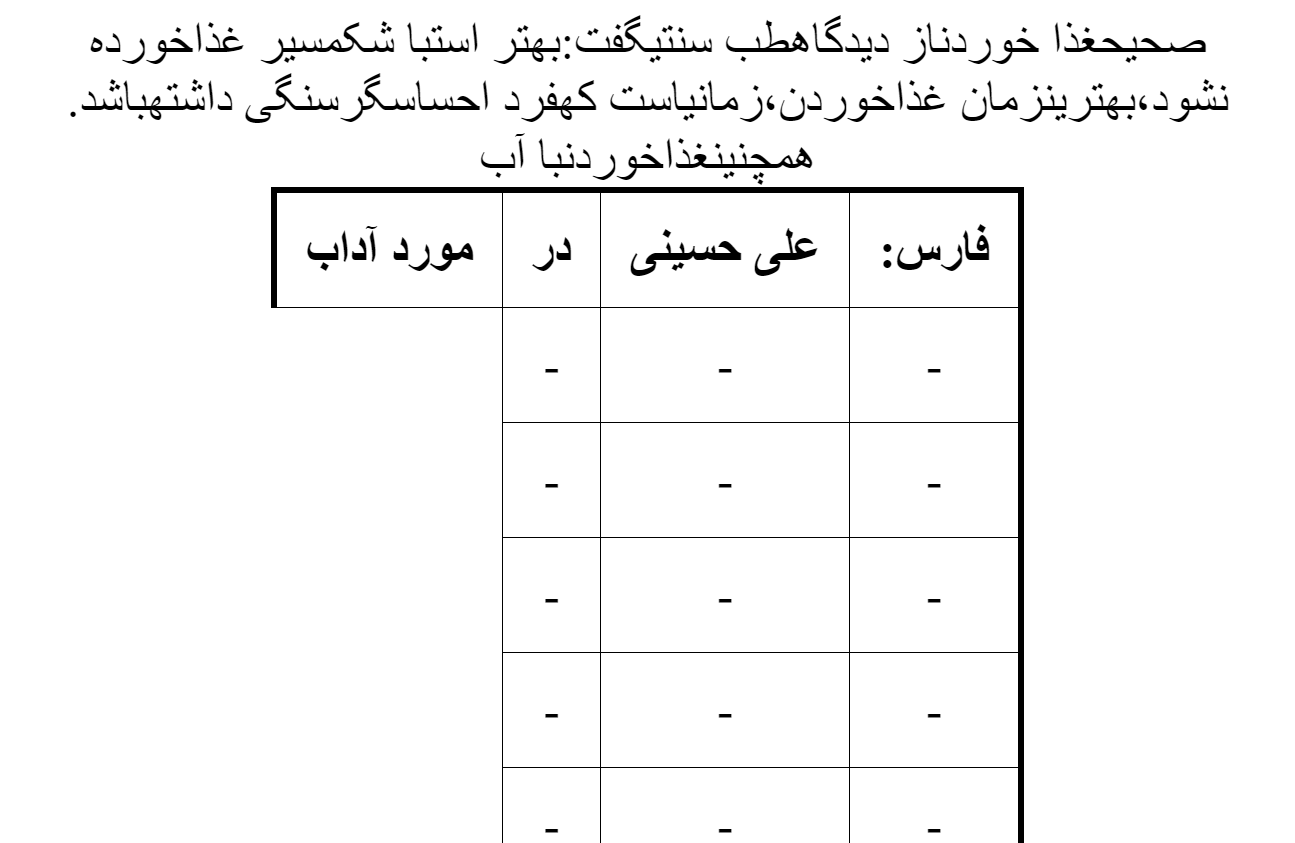 صحیحغذا خوردناز دیدگاهطب سنتیگفت:بهتر استبا شکمسیر غذاخورده
نشود،بهترینزمان غذاخوردن،زمانیاست کهفرد احساسگرسنگی داشتهباشد.
همچنینغذاخوردنبا آب
فارس: علی حسینی در مورد آداب
- - -
- - -
- - -
- - -
- - -